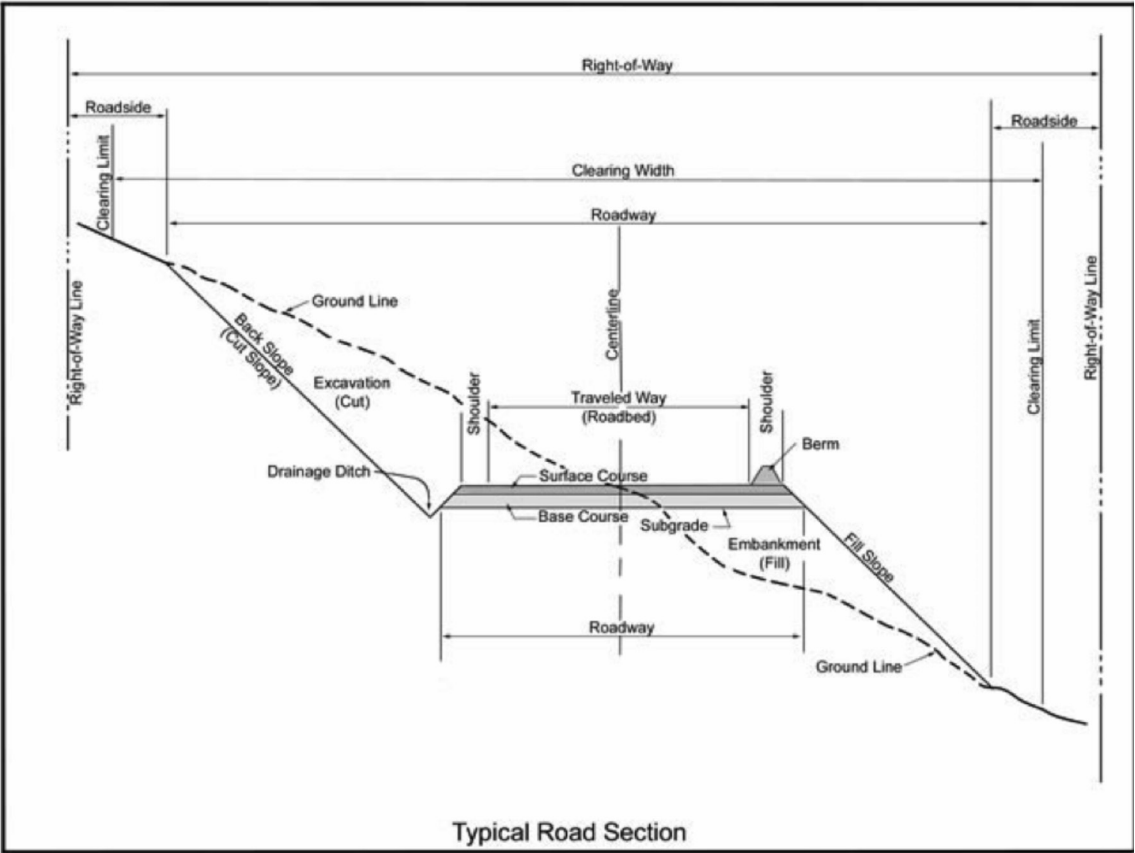 Right-of-Way
Roadside
Roadside
Clearing Limit
Clearing Width
Roadway
Right-of-Way Line
Ground Line
Centerline
Right-of-Way Line
Clearing Limit
Back Slope
(Cut Slope)
Excavation
(Cut)
Shoulder
Traveled Way
(Roadbed)
Shoulder
Berm
Drainage Ditch
Surface Course
Base Course
Subgrade
Embankment
(Fill)
Fill Slope
Roadway
Ground Line
Typical Road Section